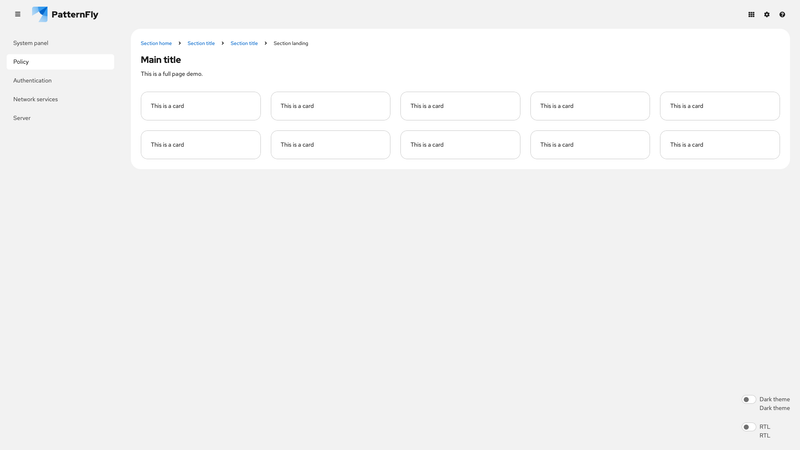 PatternFly
System panel
Policy
Authentication
Network services
Server
Section home
Section title
Section title
Section landing
Main title
This is a full page demo.
This is a card
This is a card
This is a card
This is a card
This is a card
This is a card
This is a card
This is a card
This is a card
This is a card
Dark theme
Dark theme
RTL
RTL